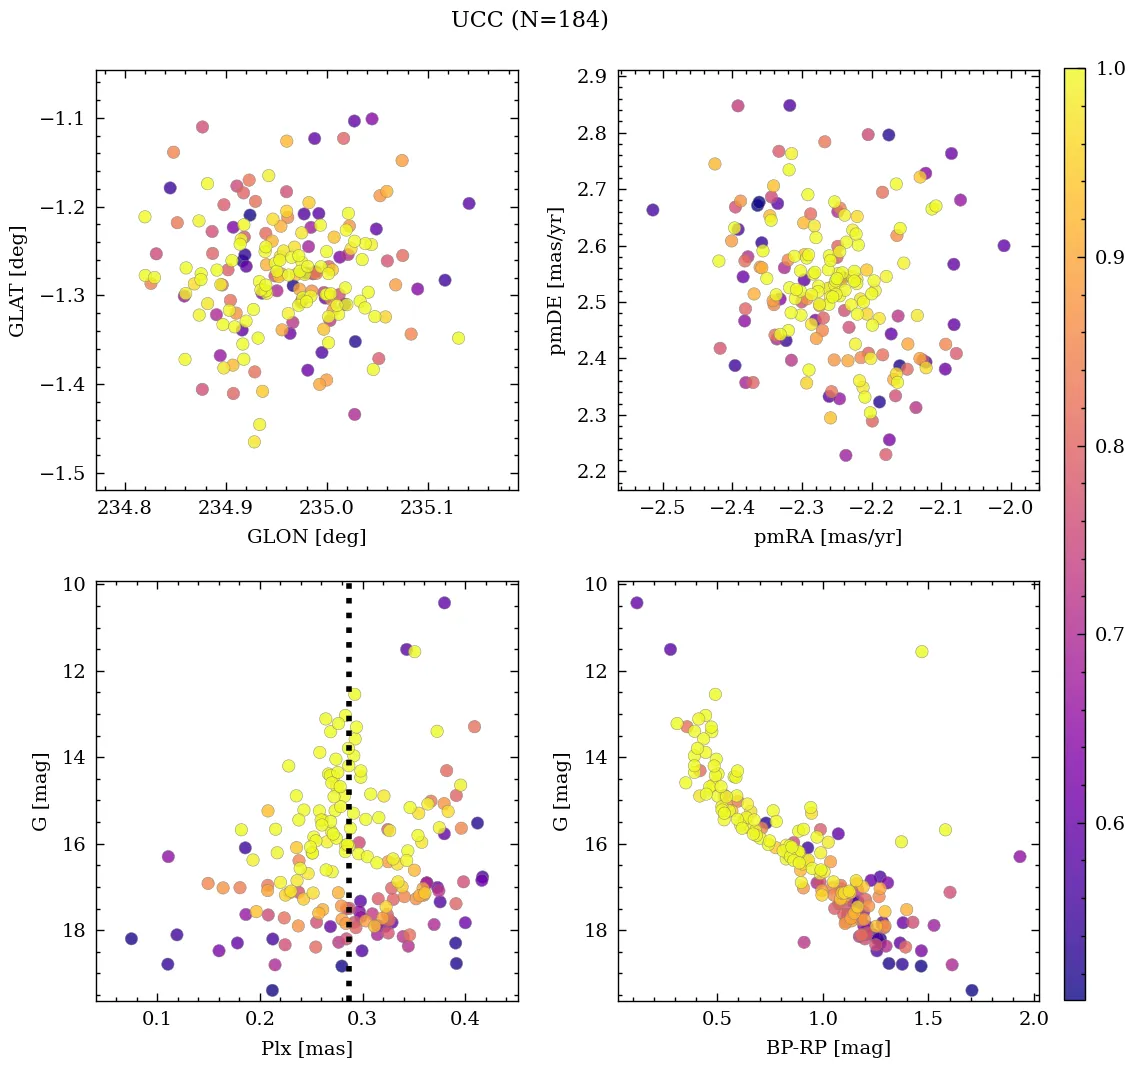 UCC (N=184)
−1.1
−1.2
−1.3
−1.4
−1.5
GLAT [deg]
234.8 234.9 235.0 235.1
GLON [deg]
2.9
2.8
2.7
2.6
2.5
2.4
2.3
2.2
pmDE [mas/yr]
−2.5 −2.4 −2.3 −2.2 −2.1 −2.0
pmRA [mas/yr]
10
12
14
16
18
G [mag]
0.1 0.2 0.3 0.4
Plx [mas]
10
12
14
16
18
G [mag]
0.5 1.0 1.5 2.0
BP-RP [mag]
1.0
0.9
0.8
0.7
0.6